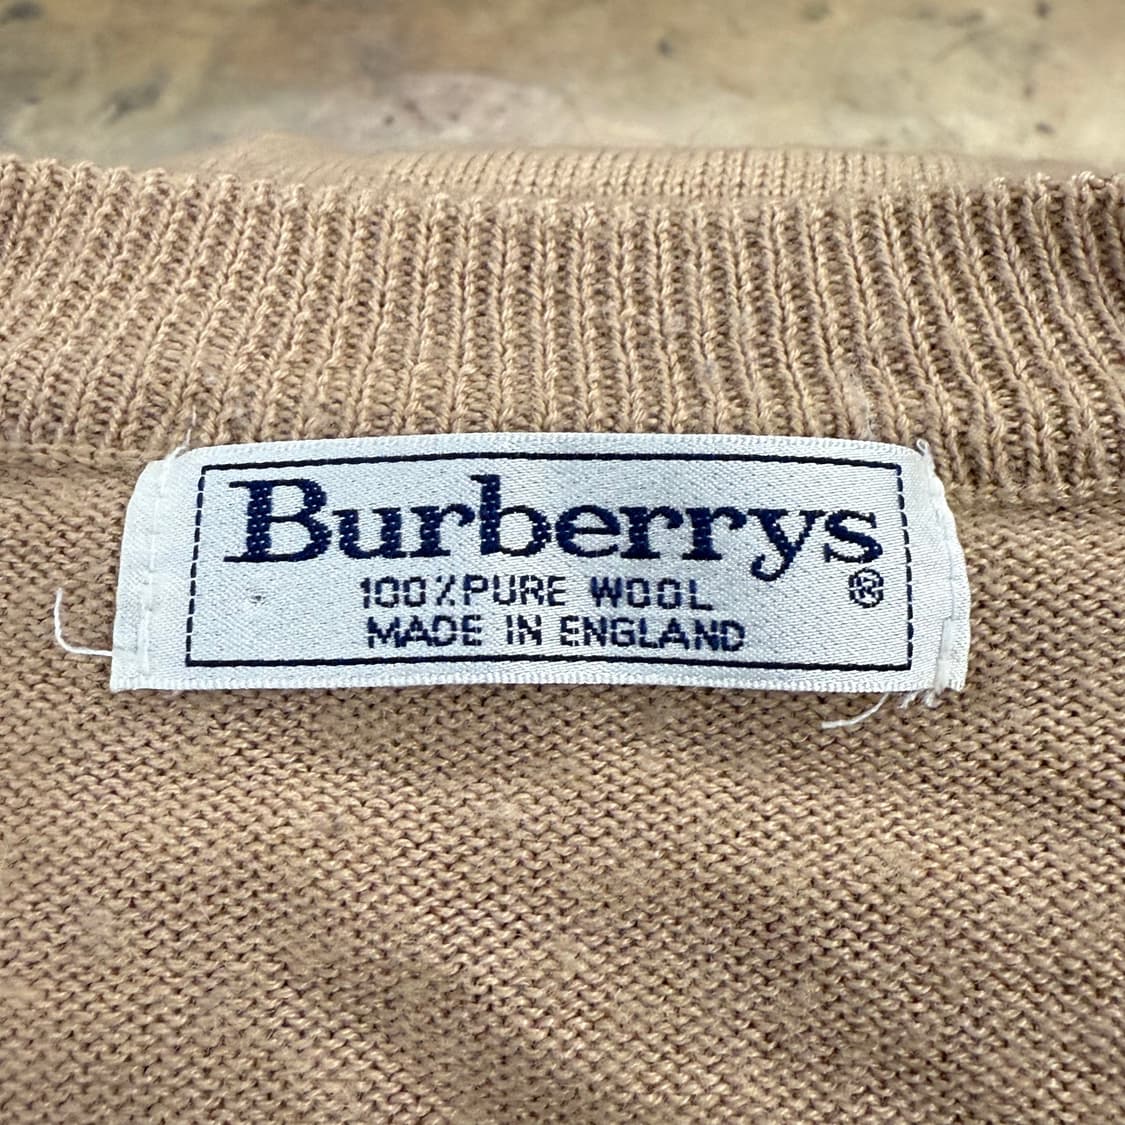 Burberrys
®
100% PURE WOOL
MADE IN ENGLAND